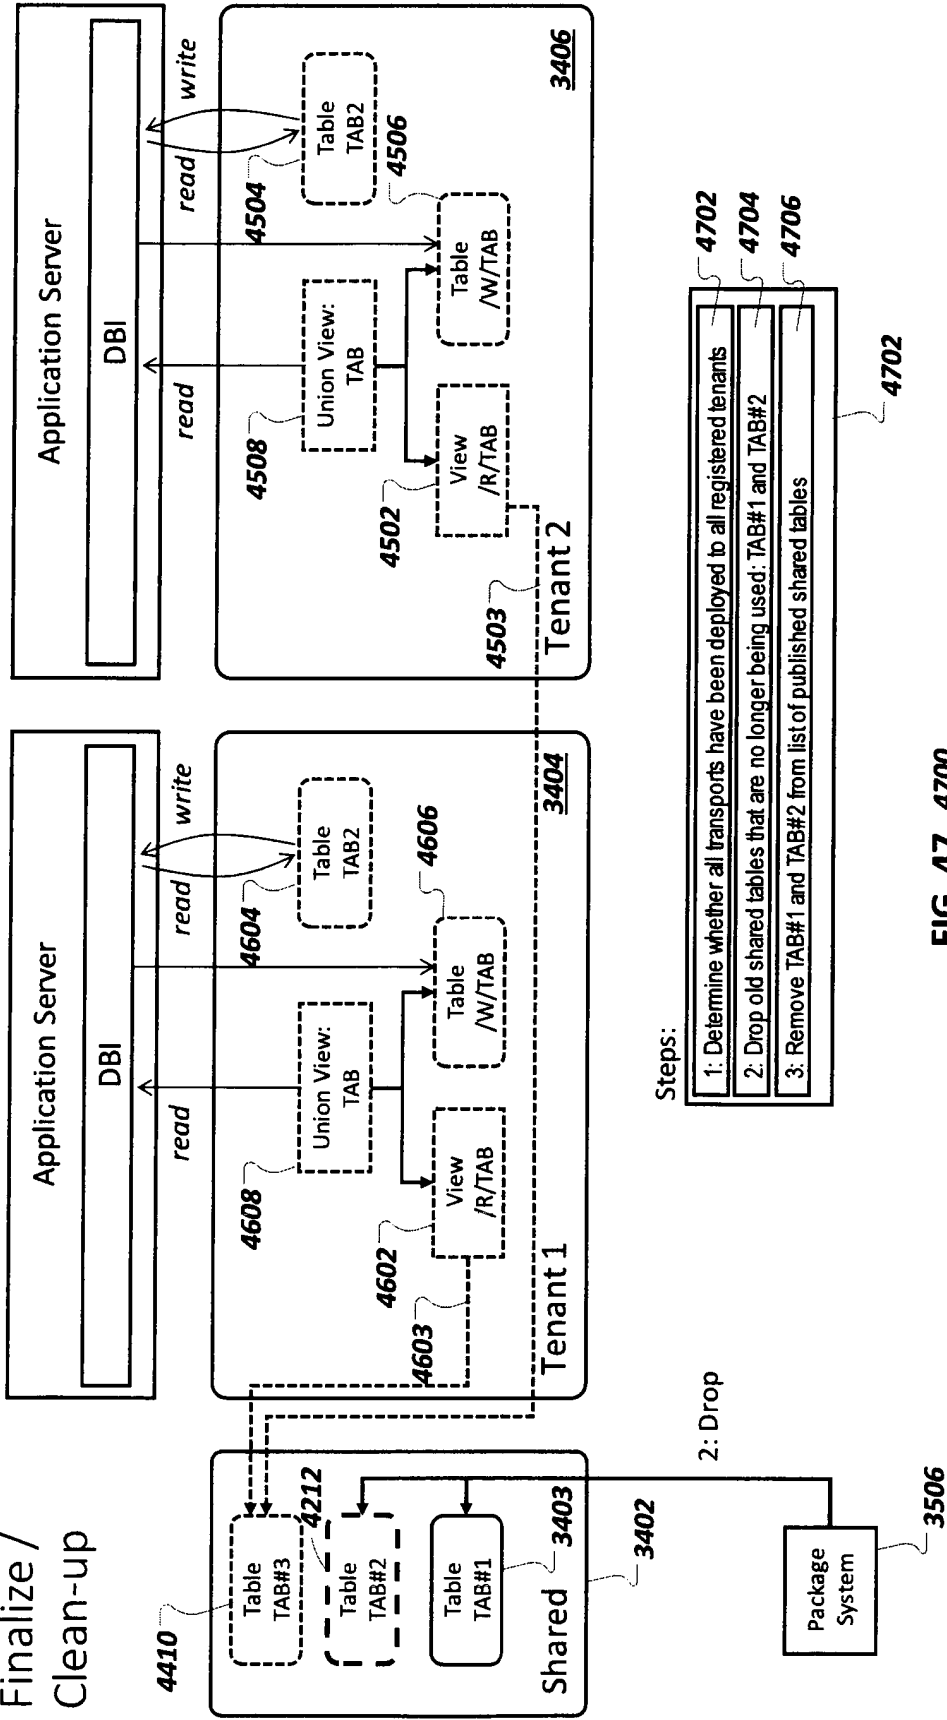 Finalize /
Clean-up
Application Server
DBI
Application Server
DBI
read
read
write
read
read
write
4410
Table
TAB#3
4212
Table
TAB#2
Table
TAB#1
3403
Shared
3402
4608
Union View:
TAB
4604
Table
TAB2
4602
View
/R/TAB
4603
Table
/W/TAB
4606
Tenant 1
3404
4508
Union View:
TAB
4504
Table
TAB2
4502
View
/R/TAB
4503
Table
/W/TAB
4506
Tenant 2
3406
2: Drop
Package
System
3506
Steps:
1: Determine whether all transports have been deployed to all registered tenants
4702
2: Drop old shared tables that are no longer being used: TAB#1 and TAB#2
4704
3: Remove TAB#1 and TAB#2 from list of published shared tables
4706
4702
FIG. 47 4700